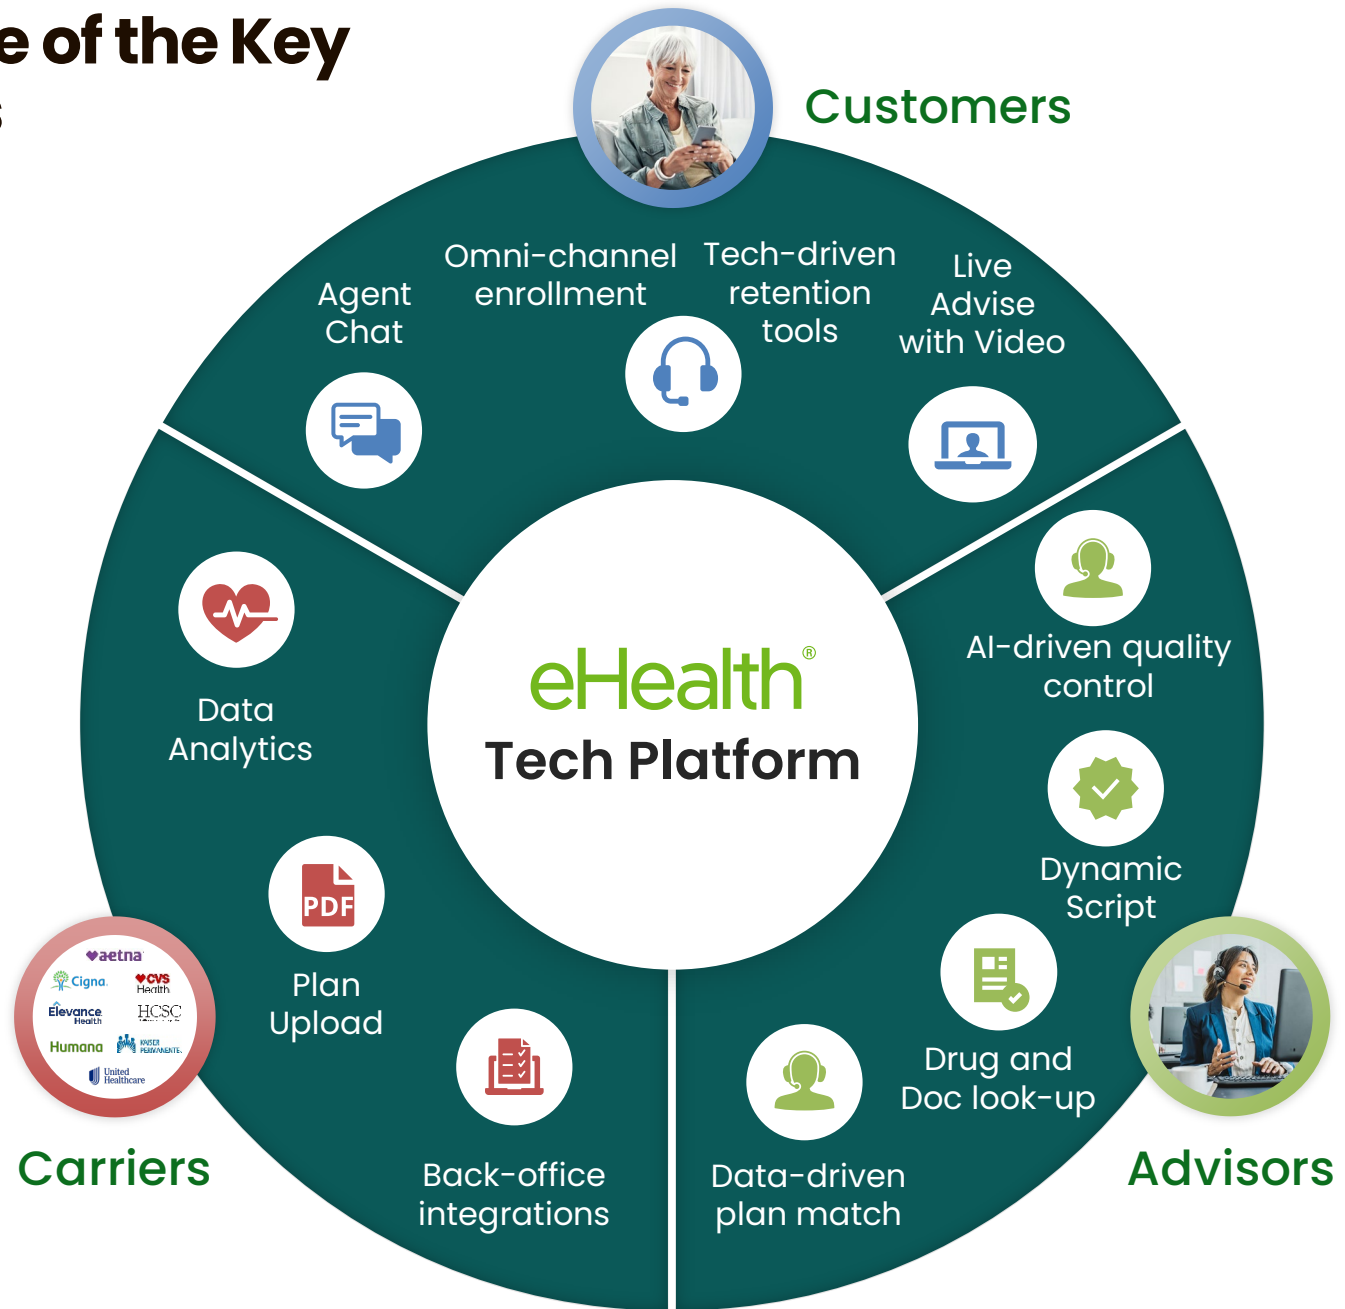 e of the Key
s
Customers
Omni-channel
enrollment
Tech-driven
retention
tools
Live
Advise
with Video
Agent
Chat
AI-driven quality
control
Data
Analytics
eHealth®
Tech Platform
Dynamic
Script
PDF
Plan
Upload
aetna
Cigna.
CVS
Health
Elevance
Health
HCSC
Humana
KAISER
PERMANENTE.
United
Healthcare
Drug and
Doc look-up
Carriers
Advisors
Back-office
integrations
Data-driven
plan match